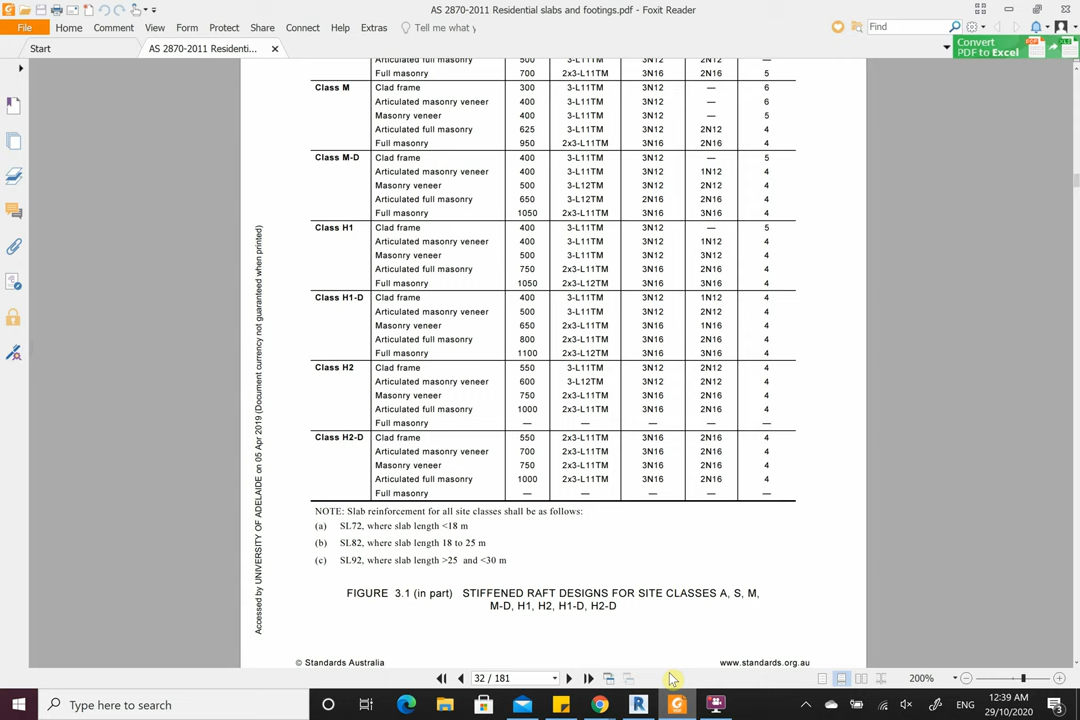 AS 2870-2011 Residential slabs and footings.pdf - Foxit Reader
File Home Comment View Form Protect Share Connect Help Extras Tell me what y Find
Start AS 2870-2011 Residenti...
Convert
PDF to Excel
Articulated full masonry 500 3-L11TM 3N12 2N12 —
Full masonry 700 2x3-L11TM 3N16 2N16 5
Class M Clad frame 300 3-L11TM 3N12 — 6
Articulated masonry veneer 400 3-L11TM 3N12 — 6
Masonry veneer 400 3-L11TM 3N12 — 5
Articulated full masonry 625 3-L11TM 3N12 2N12 4
Full masonry 950 2x3-L11TM 3N16 2N16 4
Class M-D Clad frame 400 3-L11TM 3N12 — 5
Articulated masonry veneer 400 3-L11TM 3N12 1N12 4
Masonry veneer 500 3-L12TM 3N12 2N12 4
Articulated full masonry 650 3-L12TM 2N16 2N16 4
Full masonry 1050 2x3-L11TM 3N16 3N16 4
Class H1 Clad frame 400 3-L11TM 3N12 — 5
Articulated masonry veneer 400 3-L11TM 3N12 1N12 4
Masonry veneer 500 3-L11TM 3N12 3N12 4
Articulated full masonry 750 2x3-L11TM 3N16 2N16 4
Full masonry 1050 2x3-L12TM 3N16 3N16 4
Class H1-D Clad frame 400 3-L11TM 3N12 1N12 4
Articulated masonry veneer 500 3-L11TM 3N12 2N12 4
Masonry veneer 650 2x3-L11TM 3N16 1N16 4
Articulated full masonry 800 2x3-L11TM 3N16 2N16 4
Full masonry 1100 2x3-L12TM 3N16 3N16 4
Class H2 Clad frame 550 3-L11TM 3N12 2N12 4
Articulated masonry veneer 600 3-L12TM 3N12 2N12 4
Masonry veneer 750 2x3-L11TM 3N16 2N16 4
Articulated full masonry 1000 2x3-L11TM 3N16 2N16 4
Full masonry — — — — —
Class H2-D Clad frame 550 2x3-L11TM 3N16 2N16 4
Articulated masonry veneer 700 2x3-L11TM 3N16 2N16 4
Masonry veneer 750 2x3-L11TM 3N16 2N16 4
Articulated full masonry 1000 2x3-L11TM 3N16 2N16 4
Full masonry — — — — —
NOTE: Slab reinforcement for all site classes shall be as follows:
(a) SL72, where slab length <18 m
(b) SL82, where slab length 18 to 25 m
(c) SL92, where slab length >25 and <30 m
FIGURE 3.1 (in part) STIFFENED RAFT DESIGNS FOR SITE CLASSES A, S, M,
M-D, H1, H2, H1-D, H2-D
Accessed by UNIVERSITY OF ADELAIDE on 05 Apr 2019 (Document currency not guaranteed when printed)
© Standards Australia www.standards.org.au
32 / 181 200%
Type here to search ENG 12:39 AM
29/10/2020
3